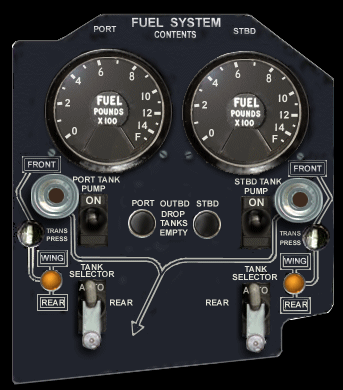 FUEL SYSTEM
PORT CONTENTS STBD
0 2 4 6 8 10 12 14 F
FUEL
POUNDS
X 100
0 2 4 6 8 10 12 14 F
FUEL
POUNDS
X 100
FRONT
PORT TANK
PUMP
ON
PORT OUTBD STBD
DROP
TANKS
EMPTY
STBD TANK
PUMP
ON
FRONT
TRANS
PRESS
TRANS
PRESS
WING
REAR
TANK
SELECTOR
AUTO
REAR
TANK
SELECTOR
AUTO
REAR
WING
REAR